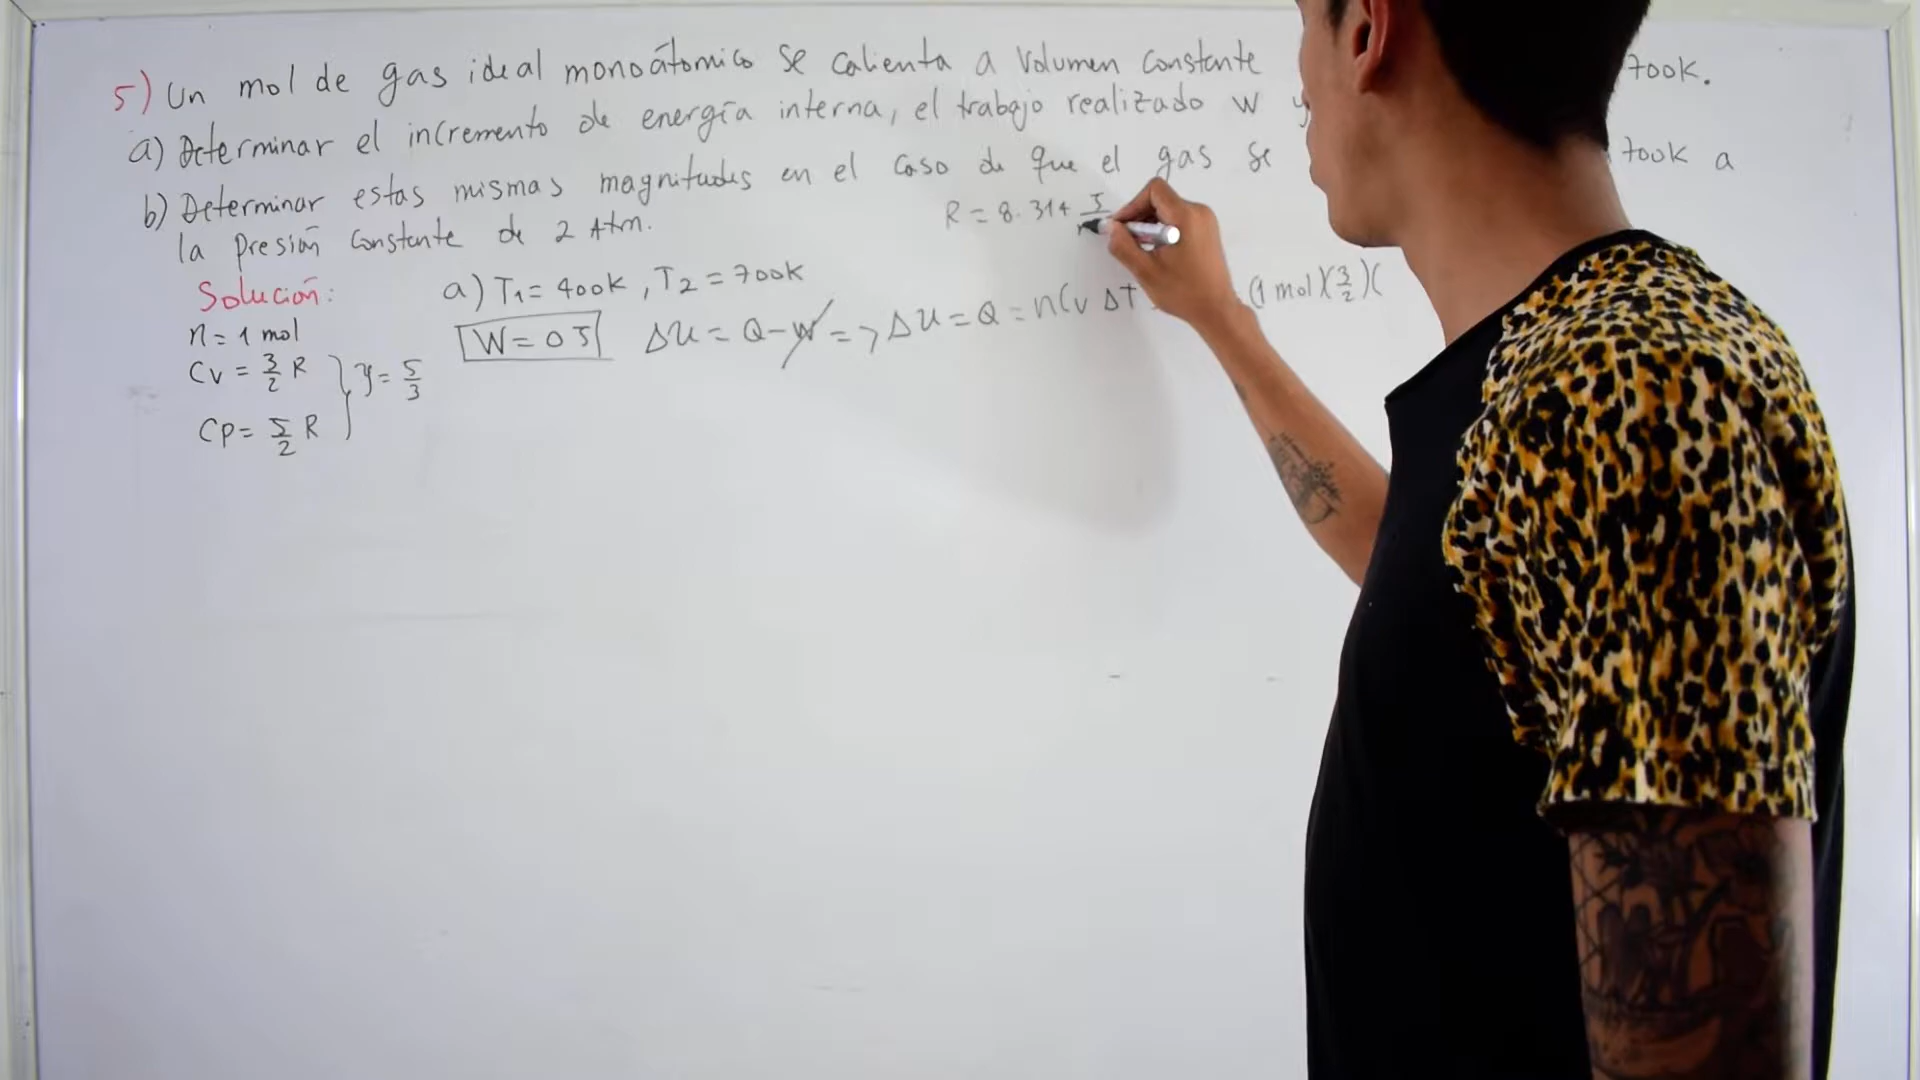 5) Un mol de gas ideal monoátomico se calienta a volumen constante 700K.
a) Determinar el incremento de energía interna, el trabajo realizado W y
b) Determinar estas mismas magnitudes en el caso de que el gas se 700K a
la presión constante de 2 Atm.
R = 8.314 J
Solución:
a) T1 = 400K, T2 = 700K
n = 1 mol
W = 0 J ΔU = Q - W => ΔU = Q = nCv ΔT (1 mol)(3/2)(
Cv = 3/2 R
γ = 5/3
Cp = 5/2 R